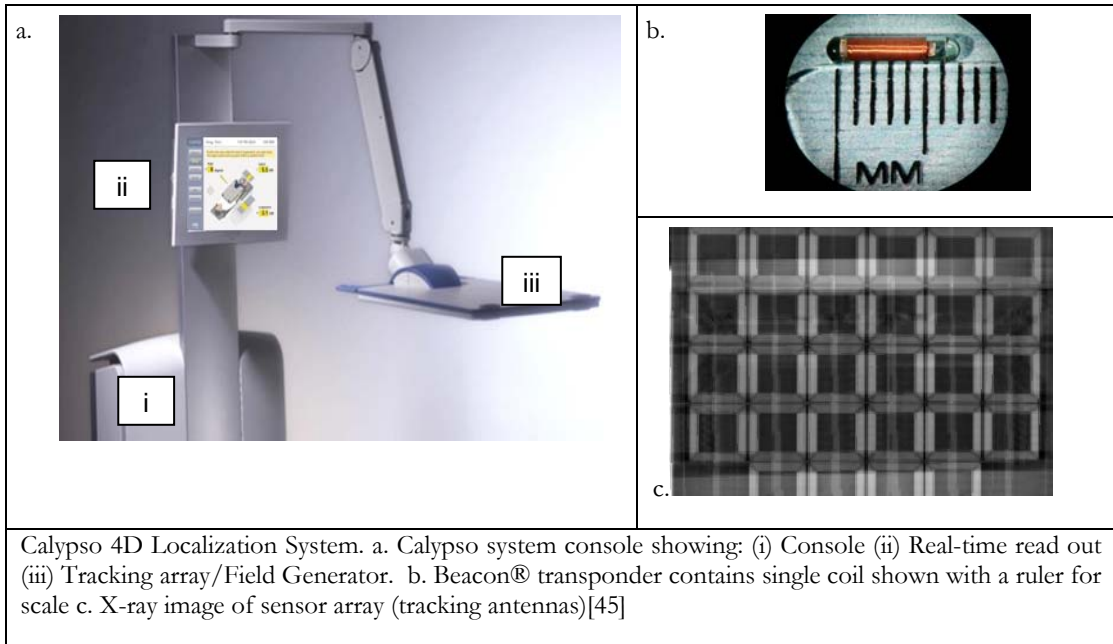 a.
b.
ii
iii
i
MM
c.
Calypso 4D Localization System. a. Calypso system console showing: (i) Console (ii) Real-time read out
(iii) Tracking array/Field Generator. b. Beacon® transponder contains single coil shown with a ruler for
scale c. X-ray image of sensor array (tracking antennas)[45]